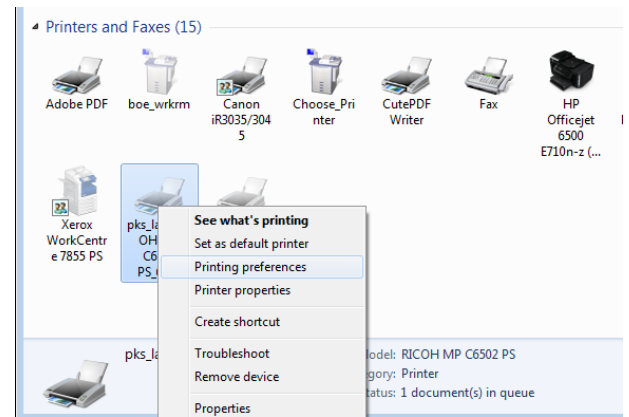 Printers and Faxes (15)
Adobe PDF
boe_wrkrm
Canon
iR3035/304
5
Choose_Pri
nter
CutePDF
Writer
Fax
HP
Officejet
6500
E710n-z (...
Xerox
WorkCentr
e 7855 PS
pks_la
OH
C6
PS_
See what's printing
Set as default printer
Printing preferences
Printer properties
Create shortcut
Troubleshoot
Remove device
Properties
pks_la
odel: RICOH MP C6502 PS
gory: Printer
tatus: 1 document(s) in queue